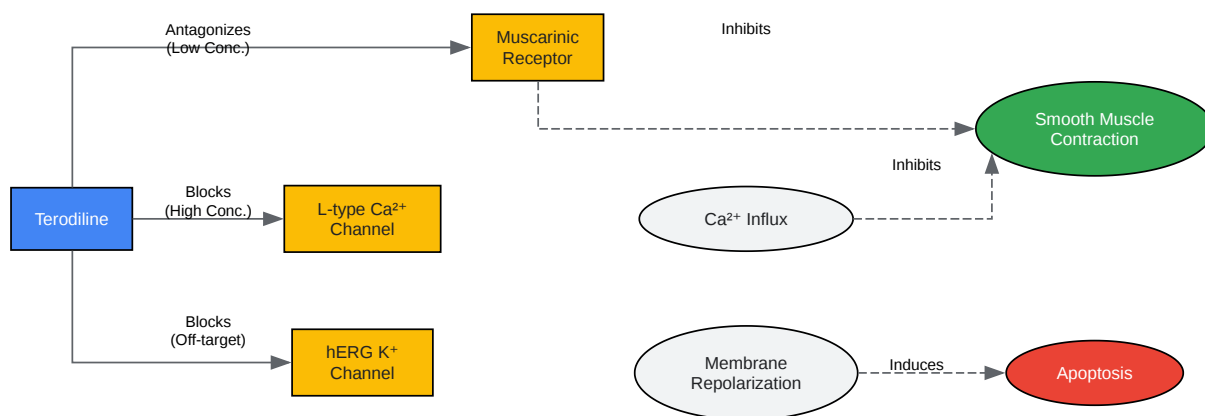 Antagonizes
(Low Conc.)
Muscarinic
Receptor
Inhibits
Smooth Muscle
Contraction
Inhibits
Terodiline
Blocks
(High Conc.)
L-type Ca²⁺
Channel
Ca²⁺ Influx
Blocks
(Off-target)
hERG K⁺
Channel
Membrane
Repolarization
Induces
Apoptosis